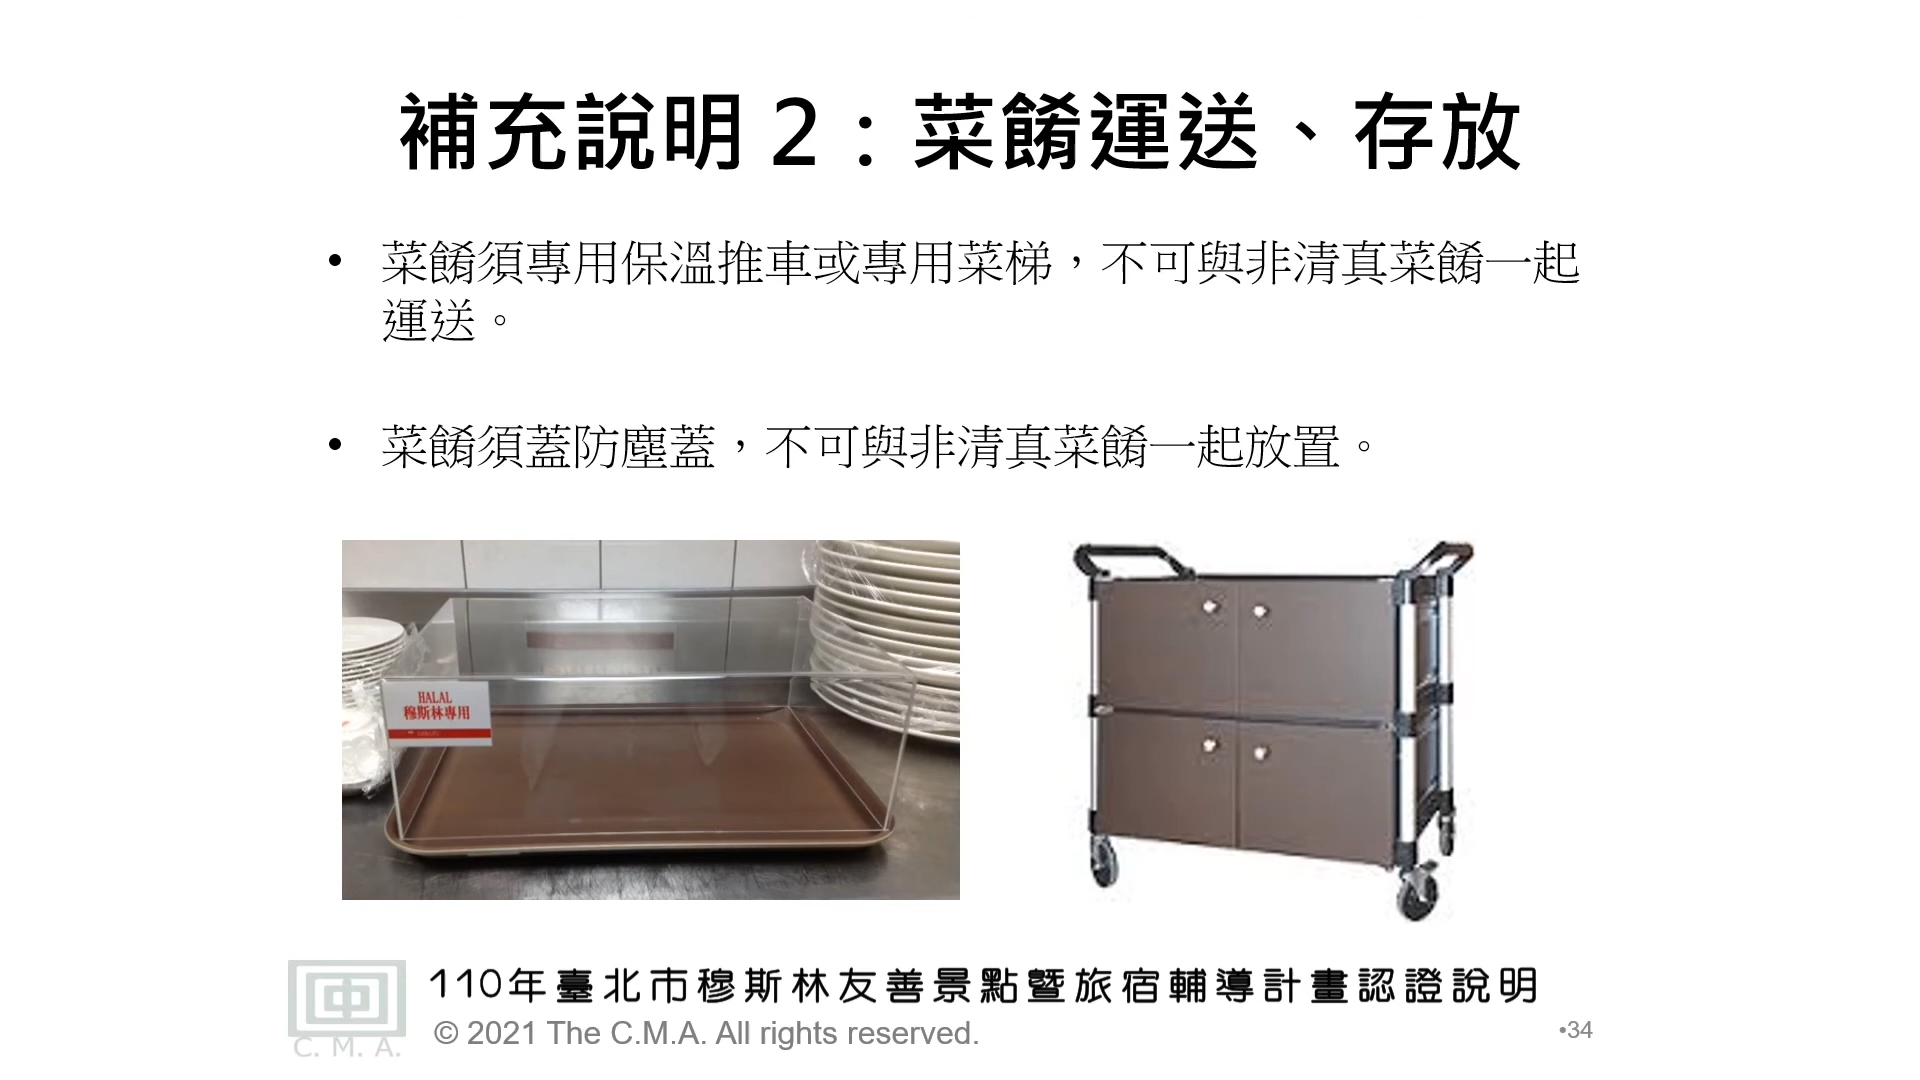 補充說明2：菜餚運送、存放
• 菜餚須專用保溫推車或專用菜梯，不可與非清真菜餚一起
運送。
• 菜餚須蓋防塵蓋，不可與非清真菜餚一起放置。
HALAL
穆斯林專用
110年臺北市穆斯林友善景點暨旅宿輔導計畫認證說明
C. M. A.
© 2021 The C.M.A. All rights reserved.
•34